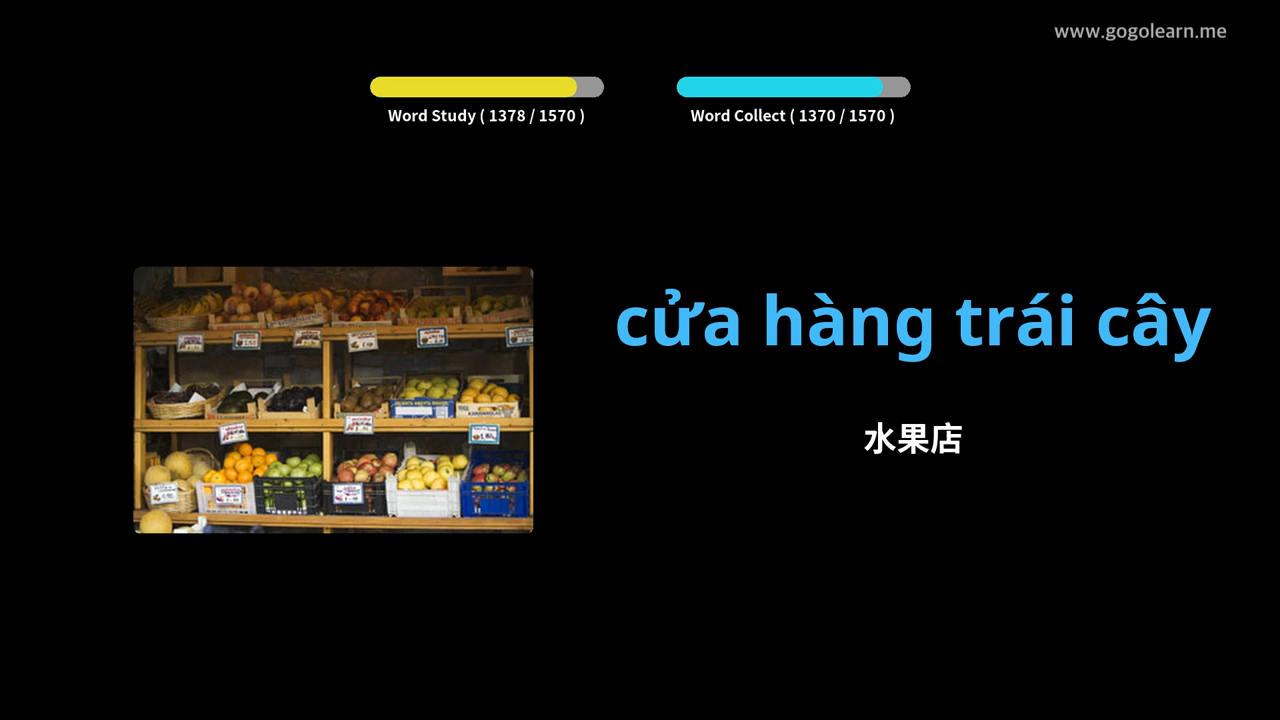 www.gogolearn.me
Word Study ( 1378 / 1570 )
Word Collect ( 1370 / 1570 )
cửa hàng trái cây
水果店